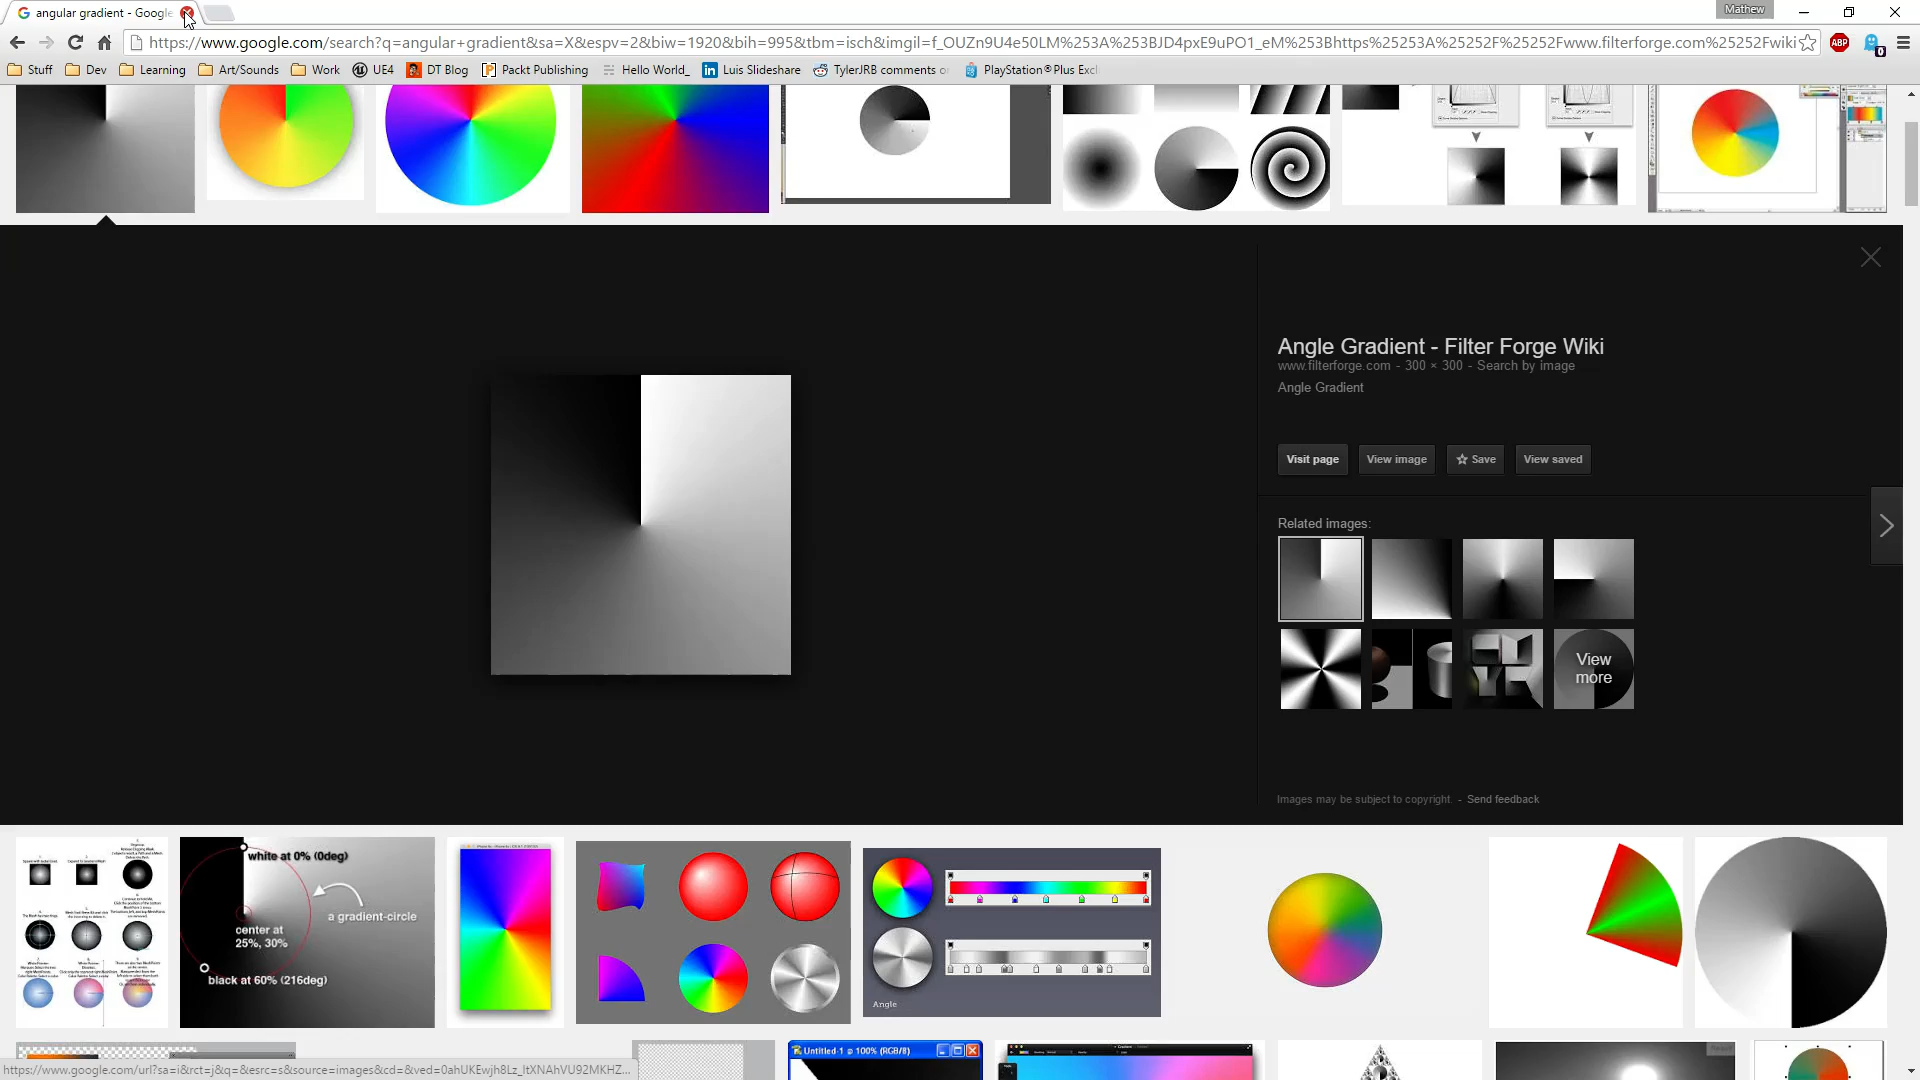 angular gradient - Google
Mathew
https://www.google.com/search?q=angular+gradient&sa=X&espv=2&biw=1920&bih=995&tbm=isch&imgil=f_OUZn9U4e50LM%253A%253BJD4pxE9uPO1_eM%253Bhttps%25253A%25252F%25252Fwww.filterforge.com%25252Fwiki
ABP
0
Stuff
Dev
Learning
Art/Sounds
Work
UE4
DT Blog
Packt Publishing
Hello World_
Luis Slideshare
TylerJRB comments o
PlayStation®Plus Excl
Angle Gradient - Filter Forge Wiki
www.filterforge.com - 300 × 300 - Search by image
Angle Gradient
Visit page
View image
Save
View saved
Related images:
View
more
Images may be subject to copyright. - Send feedback
white at 0% (0deg)
a gradient-circle
center at
25%, 30%
black at 60% (216deg)
Angle
Untitled-1 @ 100% (RGB/8)
https://www.google.com/url?sa=i&rct=j&q=&esrc=s&source=images&cd=&ved=0ahUKEwjh8Lz_ltXNAhVU92MKHZ...